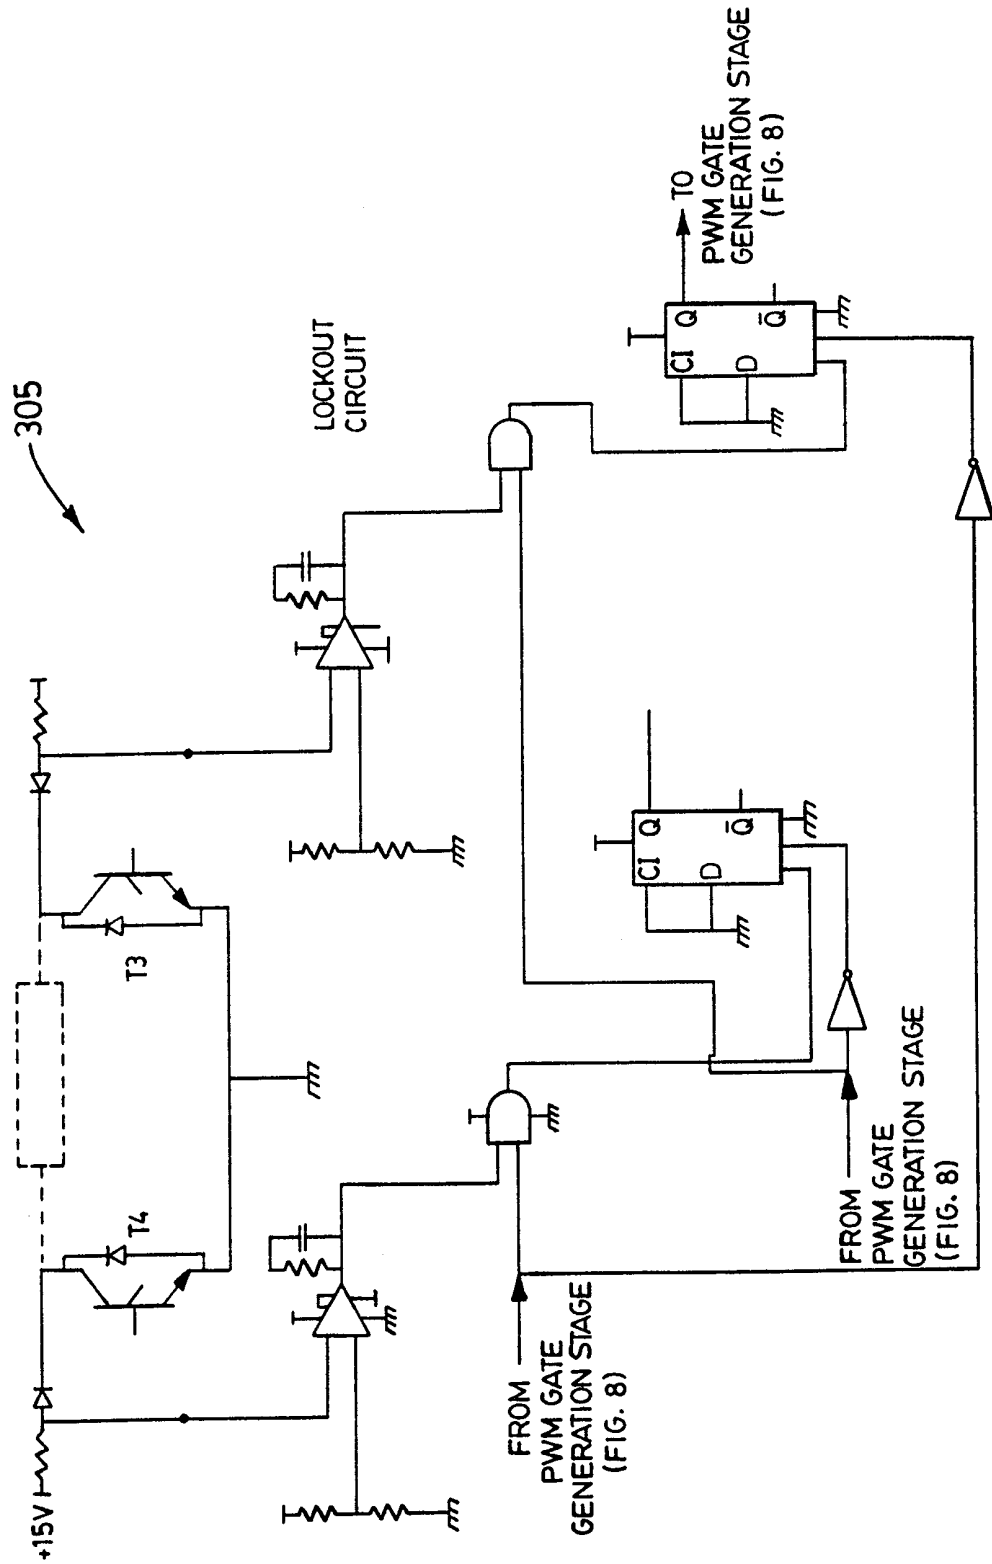 305
+15V
T4
T3
LOCKOUT
CIRCUIT
FROM
PWM GATE
GENERATION STAGE
(FIG. 8)
FROM
PWM GATE
GENERATION STAGE
(FIG. 8)
CI
Q
D
Q̅
CI
Q
D
Q̅
TO
PWM GATE
GENERATION STAGE
(FIG. 8)